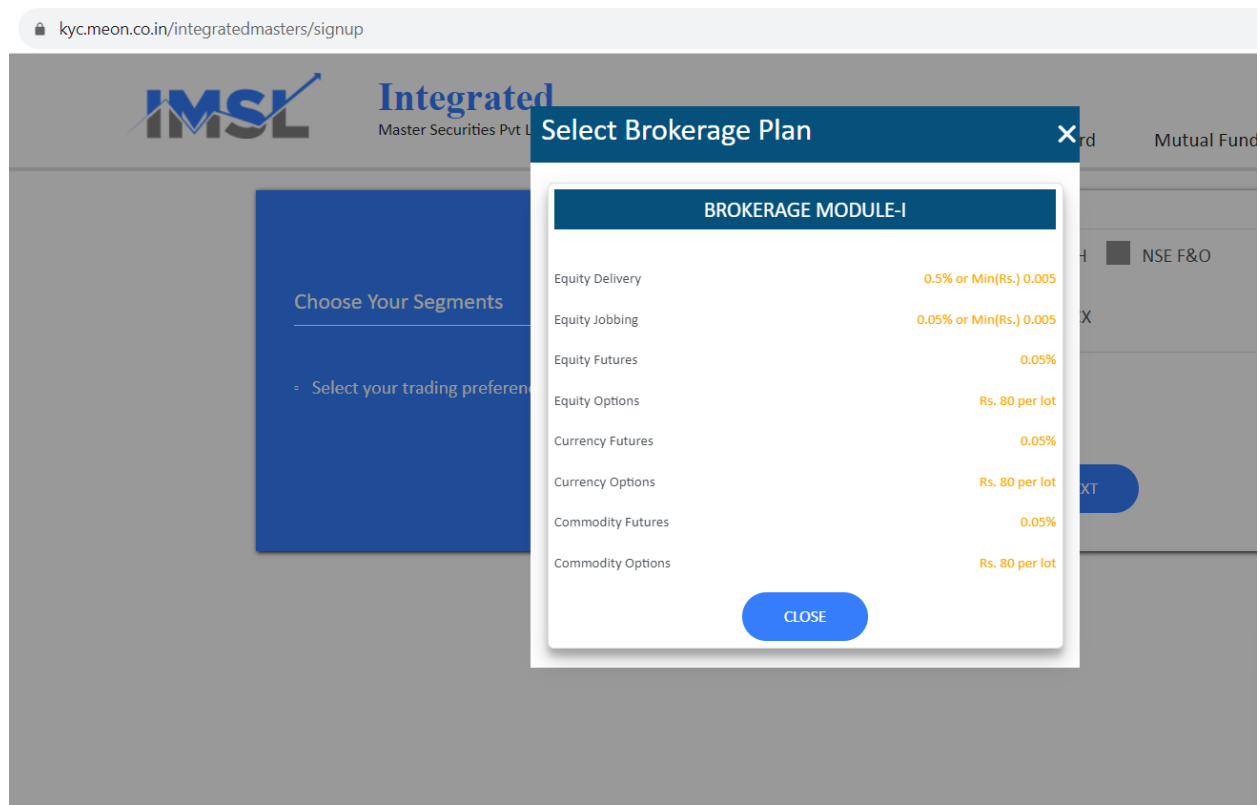 kyc.meon.co.in/integratedmasters/signup
IMSL
Integrated
Master Securities Pvt L
Select Brokerage Plan
×
rd
Mutual Fund
BROKERAGE MODULE-I
H
NSE F&O
Choose Your Segments
Equity Delivery 0.5% or Min(Rs.) 0.005
Equity Jobbing 0.05% or Min(Rs.) 0.005
X
Equity Futures 0.05%
Select your trading preferen
Equity Options Rs. 80 per lot
Currency Futures 0.05%
Currency Options Rs. 80 per lot
XT
Commodity Futures 0.05%
Commodity Options Rs. 80 per lot
CLOSE